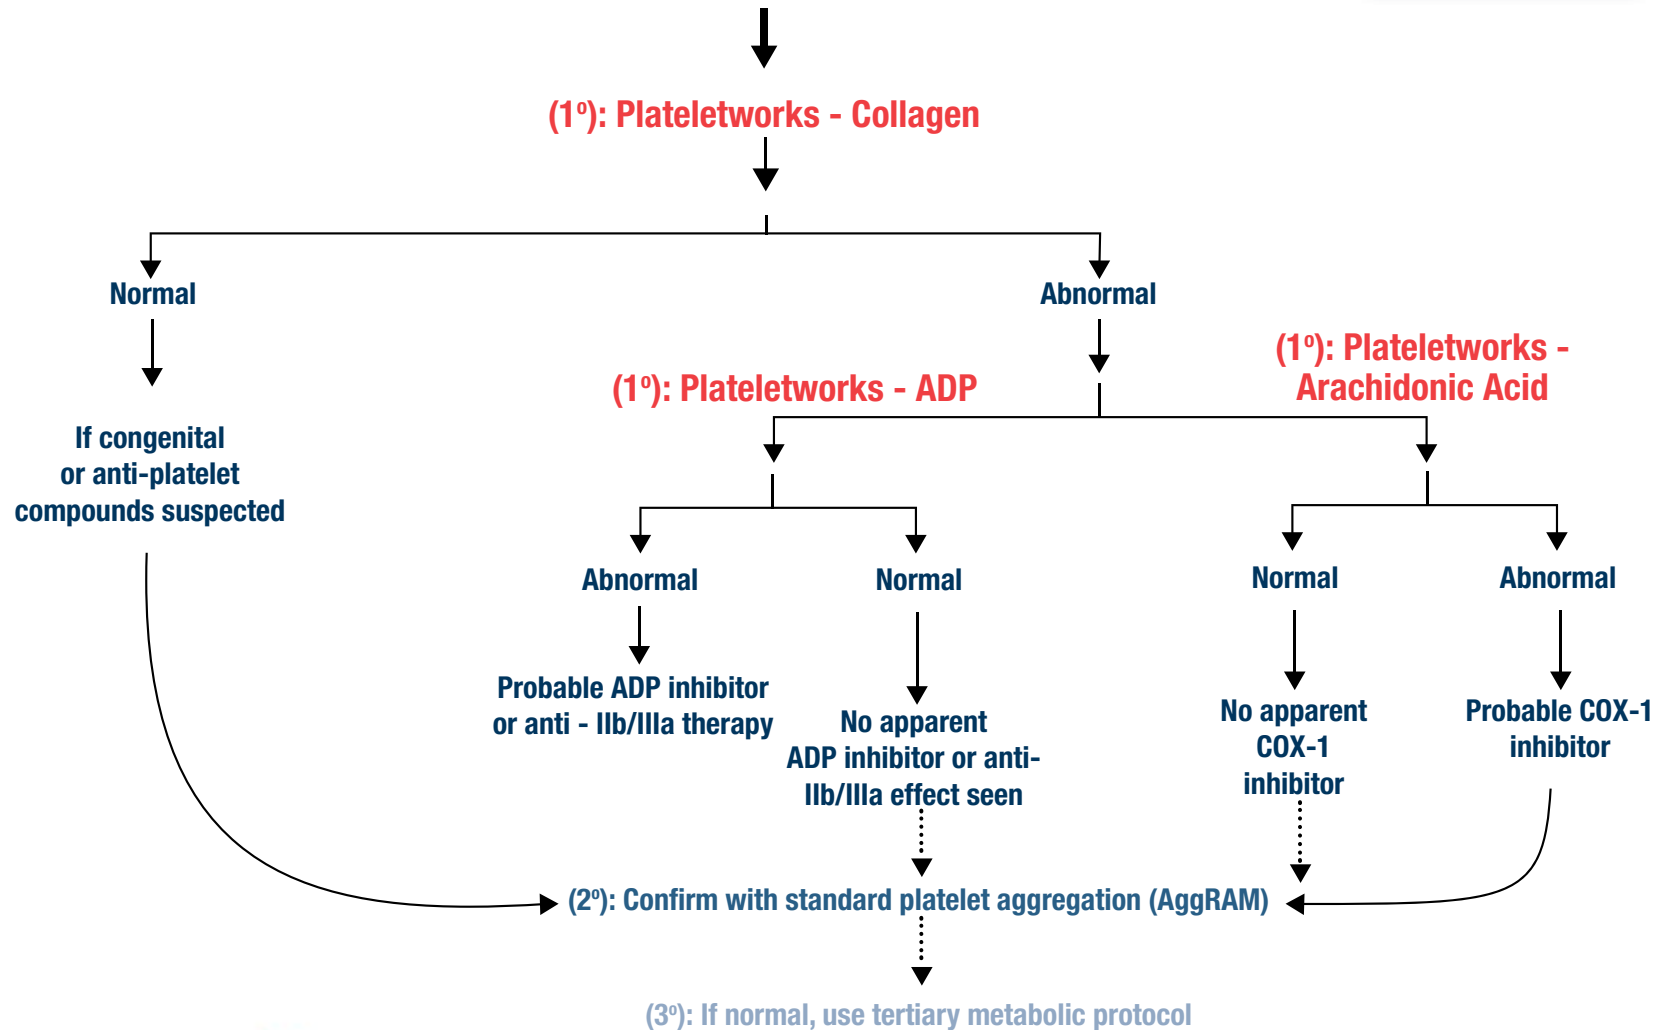 (1º): Plateletworks - Collagen
Normal
Abnormal
(1º): Plateletworks - ADP
(1º): Plateletworks -
Arachidonic Acid
If congenital
or anti-platelet
compounds suspected
Abnormal
Normal
Normal
Abnormal
Probable ADP inhibitor
or anti - IIb/IIIa therapy
No apparent
ADP inhibitor or anti-
IIb/IIIa effect seen
No apparent
COX-1
inhibitor
Probable COX-1
inhibitor
(2º): Confirm with standard platelet aggregation (AggRAM)
(3º): If normal, use tertiary metabolic protocol